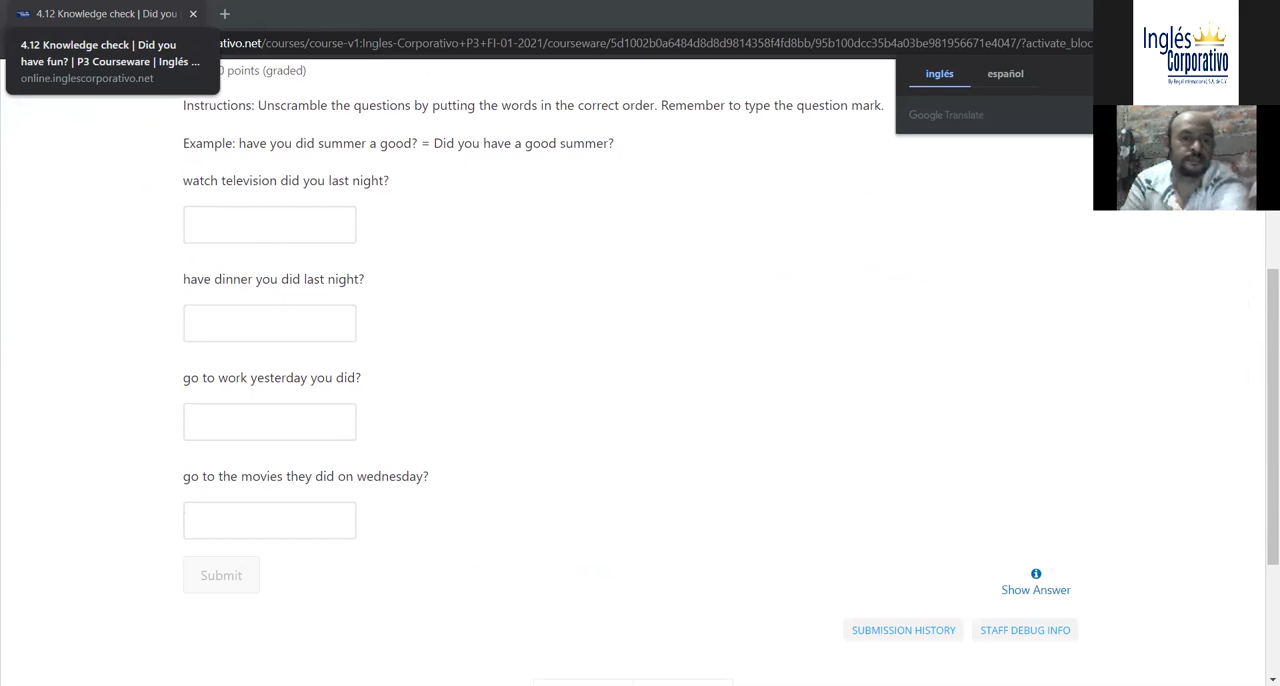 4.12 Knowledge check | Did you
4.12 Knowledge check | Did you
have fun? | P3 Courseware | Inglés ...
online.inglescorporativo.net
ativo.net/courses/course-v1:Ingles-Corporativo+P3+FI-01-2021/courseware/5d1002b0a6484d8d8d9814358f4fd8bb/95b100dcc35b4a03be981956671e4047/?activate_bloc
0 points (graded)
inglés español
Google Translate
Inglés
Corporativo
Instructions: Unscramble the questions by putting the words in the correct order. Remember to type the question mark.
Example: have you did summer a good? = Did you have a good summer?
watch television did you last night?
have dinner you did last night?
go to work yesterday you did?
go to the movies they did on wednesday?
Submit
Show Answer
SUBMISSION HISTORY STAFF DEBUG INFO